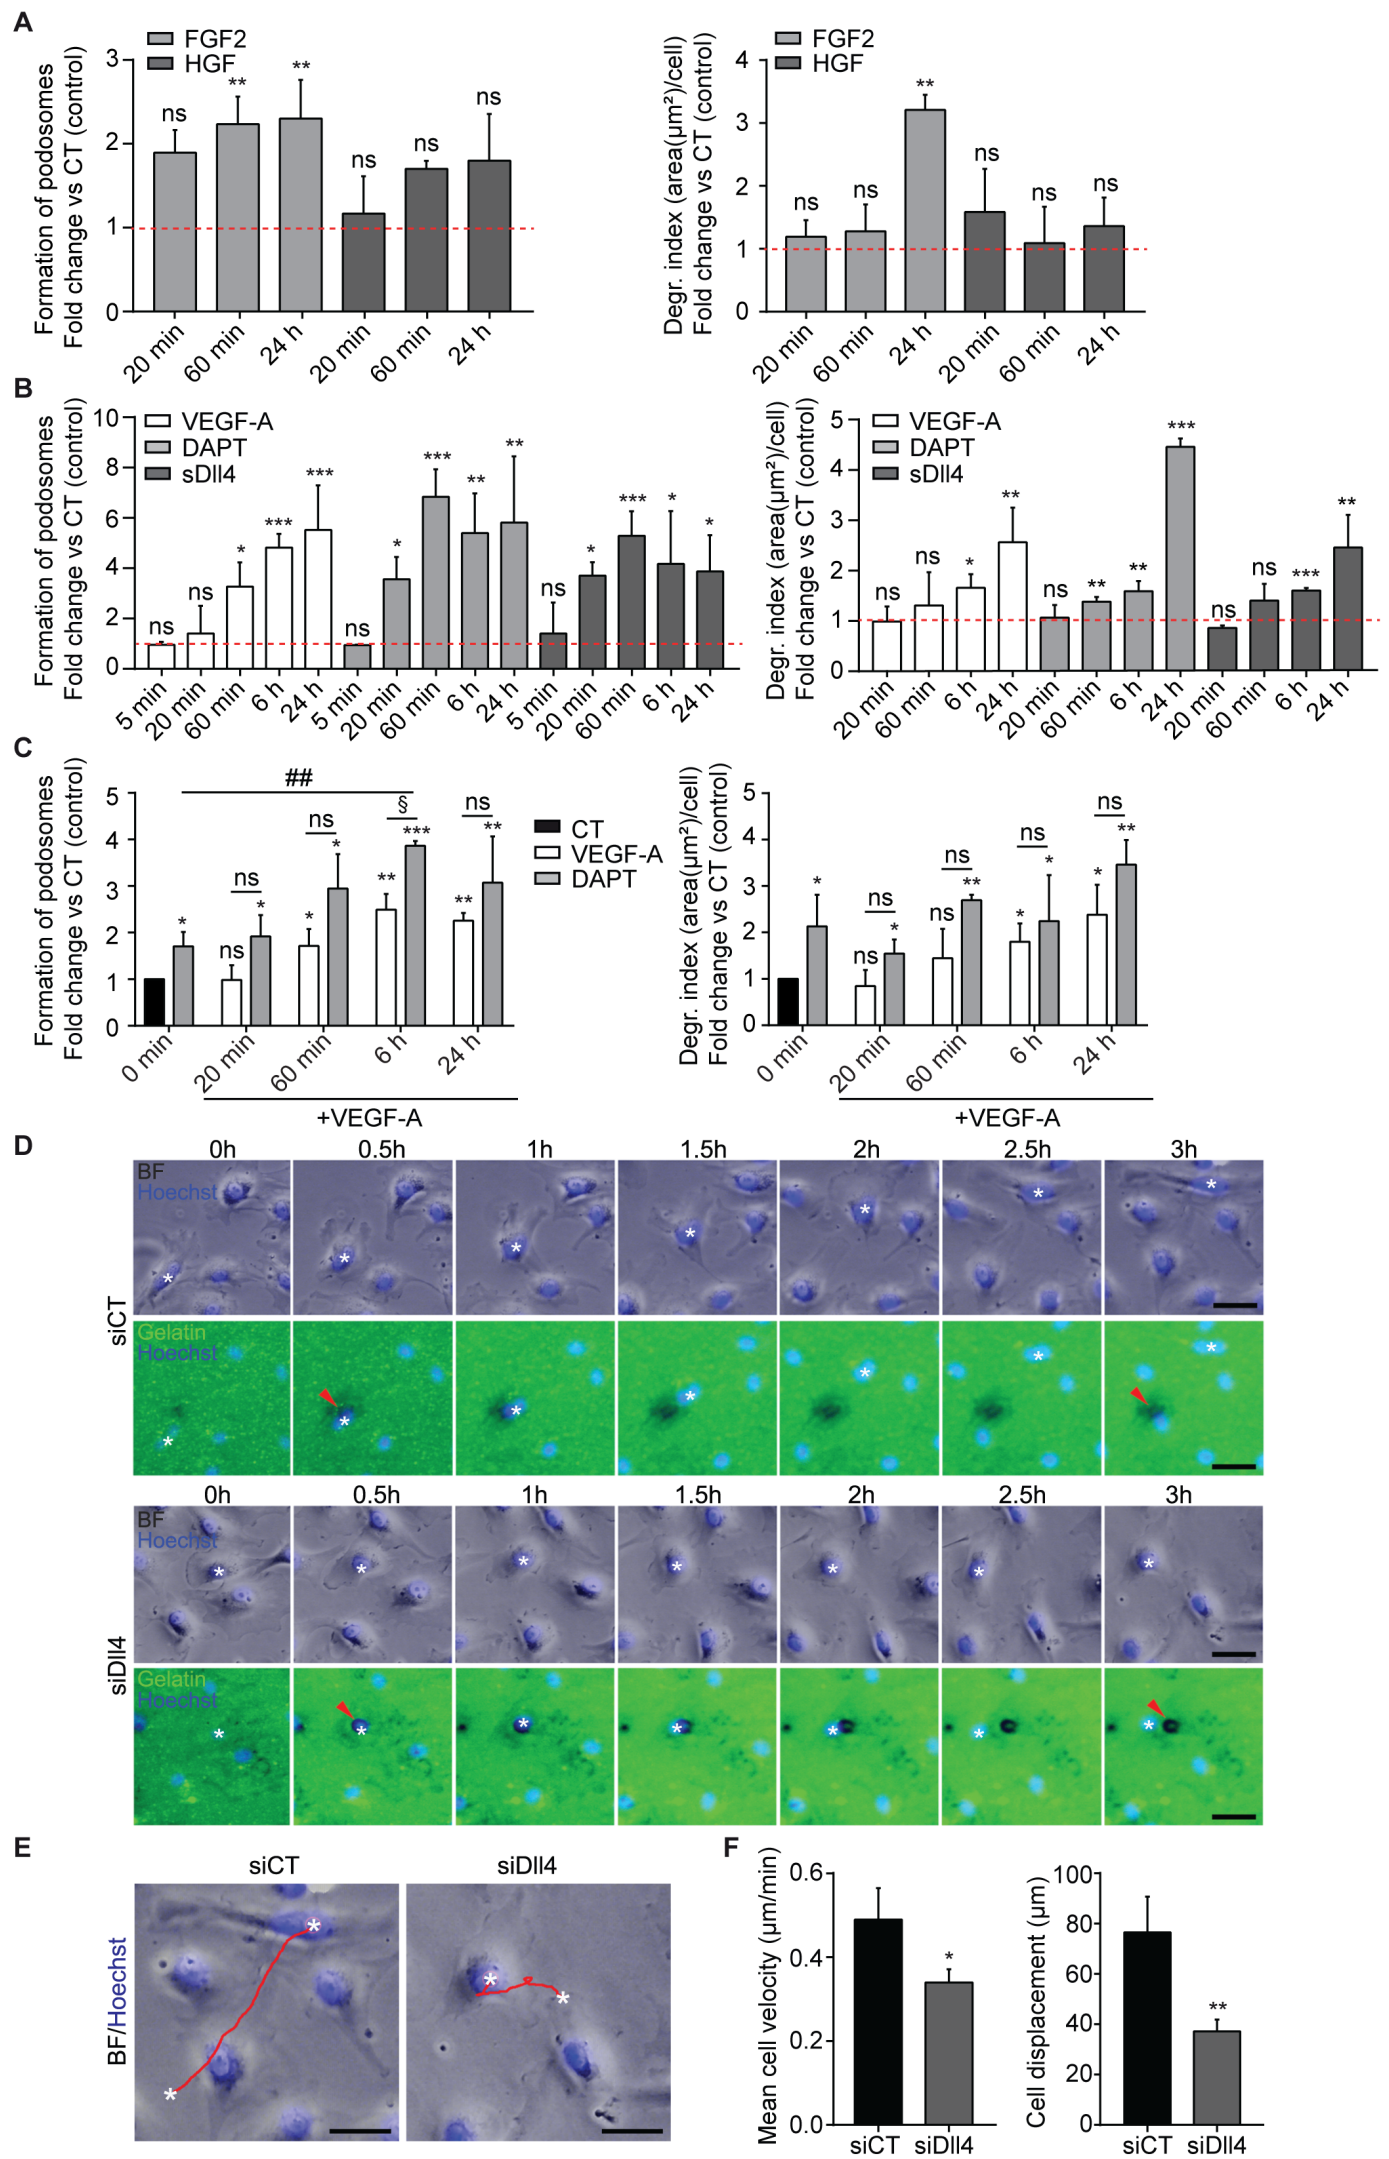 A
FGF2
HGF
Formation of podosomes
Fold change vs CT (control)
3
2
1
0
ns
**
**
ns
ns
ns
20 min
60 min
24 h
20 min
60 min
24 h
FGF2
HGF
Degr. index (area(µm²)/cell)
Fold change vs CT (control)
4
3
2
1
0
ns
ns
**
ns
ns
ns
20 min
60 min
24 h
20 min
60 min
24 h
B
VEGF-A
DAPT
sDll4
Formation of podosomes
Fold change vs CT (control)
10
8
6
4
2
0
ns
ns
*
***
***
ns
*
***
**
**
ns
*
***
*
*
5 min
20 min
60 min
6 h
24 h
5 min
20 min
60 min
6 h
24 h
5 min
20 min
60 min
6 h
24 h
VEGF-A
DAPT
sDll4
Degr. index (area(µm²)/cell)
Fold change vs CT (control)
5
4
3
2
1
0
ns
ns
*
**
ns
**
**
***
ns
ns
***
**
20 min
60 min
6 h
24 h
20 min
60 min
6 h
24 h
20 min
60 min
6 h
24 h
C
Formation of podosomes
Fold change vs CT (control)
5
4
3
2
1
0
##
§
ns
ns
ns
*
ns
*
*
*
**
***
**
**
0 min
20 min
60 min
6 h
24 h
+VEGF-A
CT
VEGF-A
DAPT
Degr. index (area(µm²)/cell)
Fold change vs CT (control)
5
4
3
2
1
0
ns
ns
ns
ns
*
ns
*
ns
**
*
*
*
**
0 min
20 min
60 min
6 h
24 h
+VEGF-A
D
0h 0.5h 1h 1.5h 2h 2.5h 3h
siCT
BF
Hoechst
* * * * * * *
Gelatin
Hoechst
* * * * * * *
0h 0.5h 1h 1.5h 2h 2.5h 3h
siDll4
BF
Hoechst
* * * * * * *
Gelatin
Hoechst
* * * * * * *
E
siCT siDll4
BF/Hoechst
* *
* *
F
Mean cell velocity (µm/min)
0.6
0.4
0.2
0.0
*
siCT siDll4
Cell displacement (µm)
100
80
60
40
20
0
**
siCT siDll4